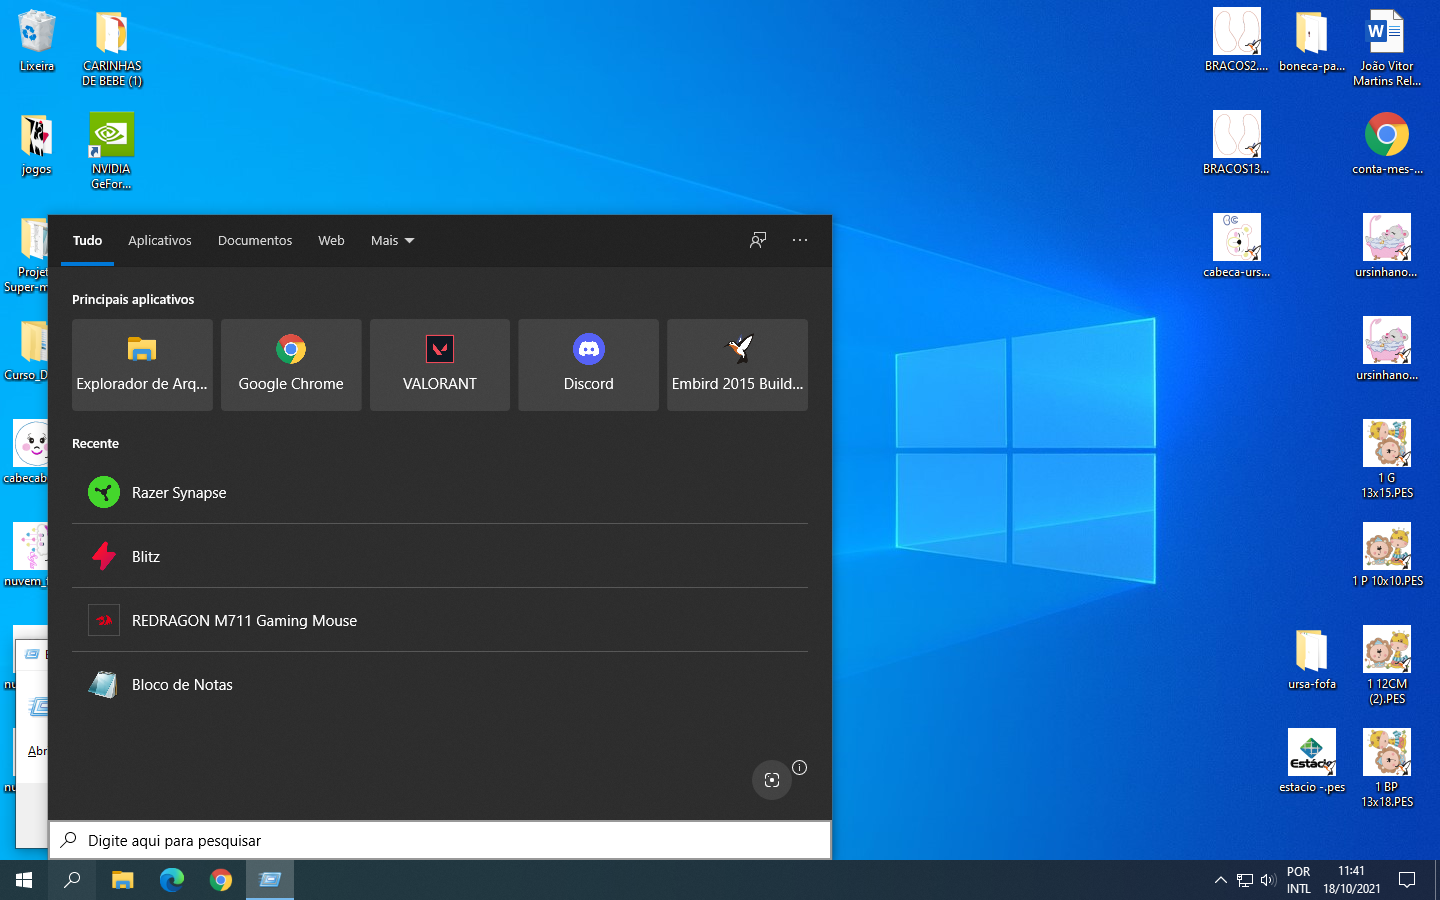 Lixeira
CARINHAS
DE BEBE (1)
jogos
NVIDIA
GeFor...
Projet
Super-m
Curso_D
cabecab
nuvem_f
nu
nu
Abr
BRACOS2....
boneca-pa...
João Vitor
Martins Rel...
BRACOS13...
conta-mes-...
cabeca-urs...
ursinhano...
ursinhano...
1 G
13x15.PES
1 P 10x10.PES
ursa-fofa
1 12CM
(2).PES
Estácio
estacio -.pes
1 BP
13x18.PES
Tudo
Aplicativos
Documentos
Web
Mais
Principais aplicativos
Explorador de Arq...
Google Chrome
VALORANT
Discord
Embird 2015 Build...
Recente
Razer Synapse
Blitz
REDRAGON M711 Gaming Mouse
Bloco de Notas
Digite aqui para pesquisar
POR
INTL
11:41
18/10/2021